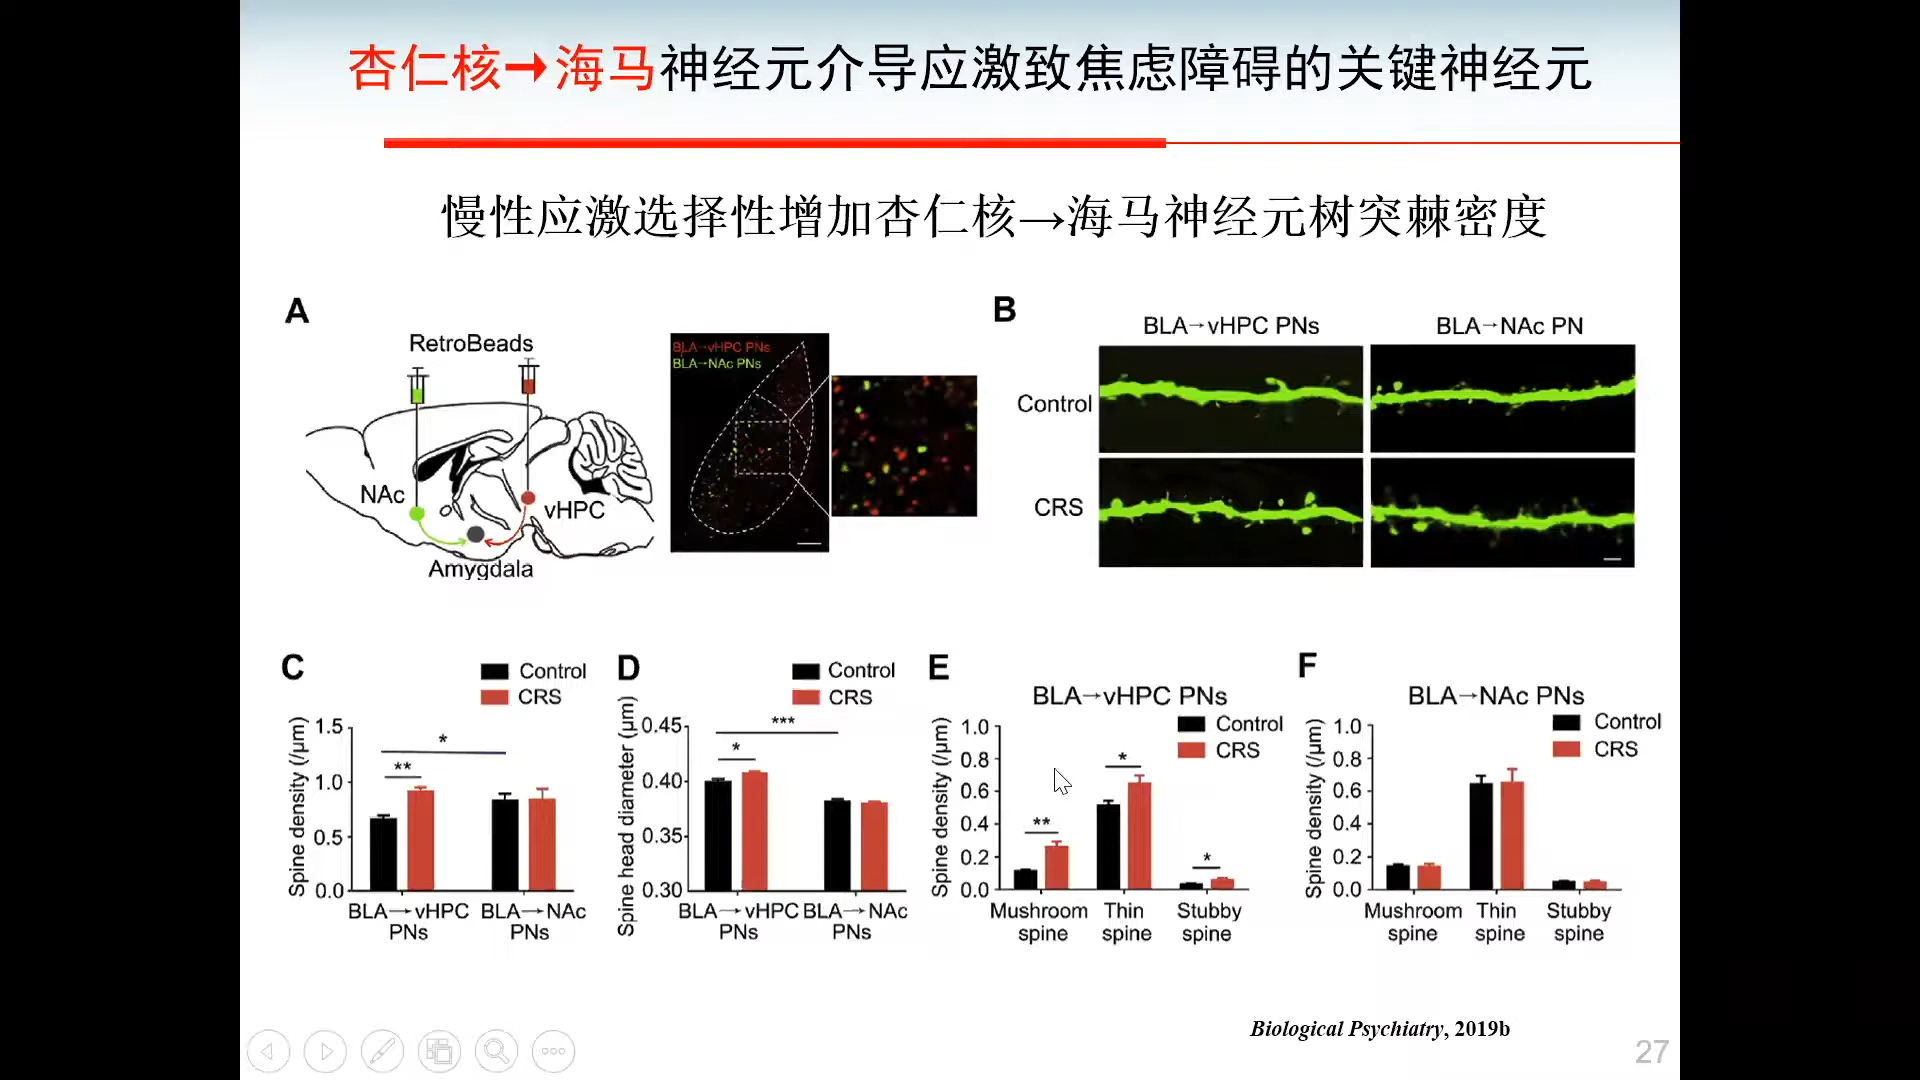 杏仁核→海马神经元介导应激致焦虑障碍的关键神经元
慢性应激选择性增加杏仁核→海马神经元树突棘密度
A
RetroBeads
NAc
vHPC
Amygdala
BLA→vHPC PNs
BLA→NAc PNs
B
BLA→vHPC PNs
BLA→NAc PN
Control
CRS
C
Control
CRS
Spine density (/μm)
1.5
1.0
0.5
0.0
*
**
BLA→vHPC PNs
BLA→NAc PNs
D
Control
CRS
Spine head diameter (μm)
0.45
0.40
0.35
0.30
***
*
BLA→vHPC PNs
BLA→NAc PNs
E
BLA→vHPC PNs
Control
CRS
Spine density (/μm)
1.0
0.8
0.6
0.4
0.2
0.0
**
*
*
Mushroom spine
Thin spine
Stubby spine
F
BLA→NAc PNs
Control
CRS
Spine density (/μm)
1.0
0.8
0.6
0.4
0.2
0.0
Mushroom spine
Thin spine
Stubby spine
Biological Psychiatry, 2019b
27